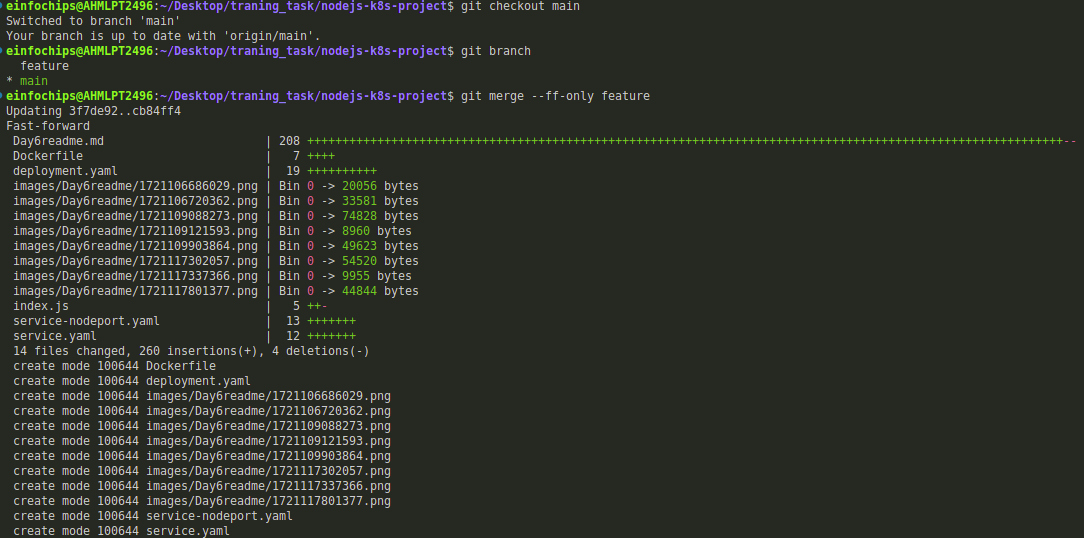 einfochips@AHMLPT2496:~/Desktop/traning_task/nodejs-k8s-project$ git checkout main
Switched to branch 'main'
Your branch is up to date with 'origin/main'.
einfochips@AHMLPT2496:~/Desktop/traning_task/nodejs-k8s-project$ git branch
  feature
* main
einfochips@AHMLPT2496:~/Desktop/traning_task/nodejs-k8s-project$ git merge --ff-only feature
Updating 3f7de92..cb84ff4
Fast-forward
 Day6readme.md                       | 208 ++++++++++++++++++++++++++++++++++++++++++++++++++++++++++++++++++++++++++++++++++++++++++++++++++++++++++++--
 Dockerfile                          |   7 ++++
 deployment.yaml                     |  19 ++++++++++
 images/Day6readme/1721106686029.png | Bin 0 -> 20056 bytes
 images/Day6readme/1721106720362.png | Bin 0 -> 33581 bytes
 images/Day6readme/1721109088273.png | Bin 0 -> 74828 bytes
 images/Day6readme/1721109121593.png | Bin 0 -> 8960 bytes
 images/Day6readme/1721109903864.png | Bin 0 -> 49623 bytes
 images/Day6readme/1721117302057.png | Bin 0 -> 54520 bytes
 images/Day6readme/1721117337366.png | Bin 0 -> 9955 bytes
 images/Day6readme/1721117801377.png | Bin 0 -> 44844 bytes
 index.js                            |   5 ++-
 service-nodeport.yaml               |  13 +++++++
 service.yaml                        |  12 +++++++
 14 files changed, 260 insertions(+), 4 deletions(-)
 create mode 100644 Dockerfile
 create mode 100644 deployment.yaml
 create mode 100644 images/Day6readme/1721106686029.png
 create mode 100644 images/Day6readme/1721106720362.png
 create mode 100644 images/Day6readme/1721109088273.png
 create mode 100644 images/Day6readme/1721109121593.png
 create mode 100644 images/Day6readme/1721109903864.png
 create mode 100644 images/Day6readme/1721117302057.png
 create mode 100644 images/Day6readme/1721117337366.png
 create mode 100644 images/Day6readme/1721117801377.png
 create mode 100644 service-nodeport.yaml
 create mode 100644 service.yaml